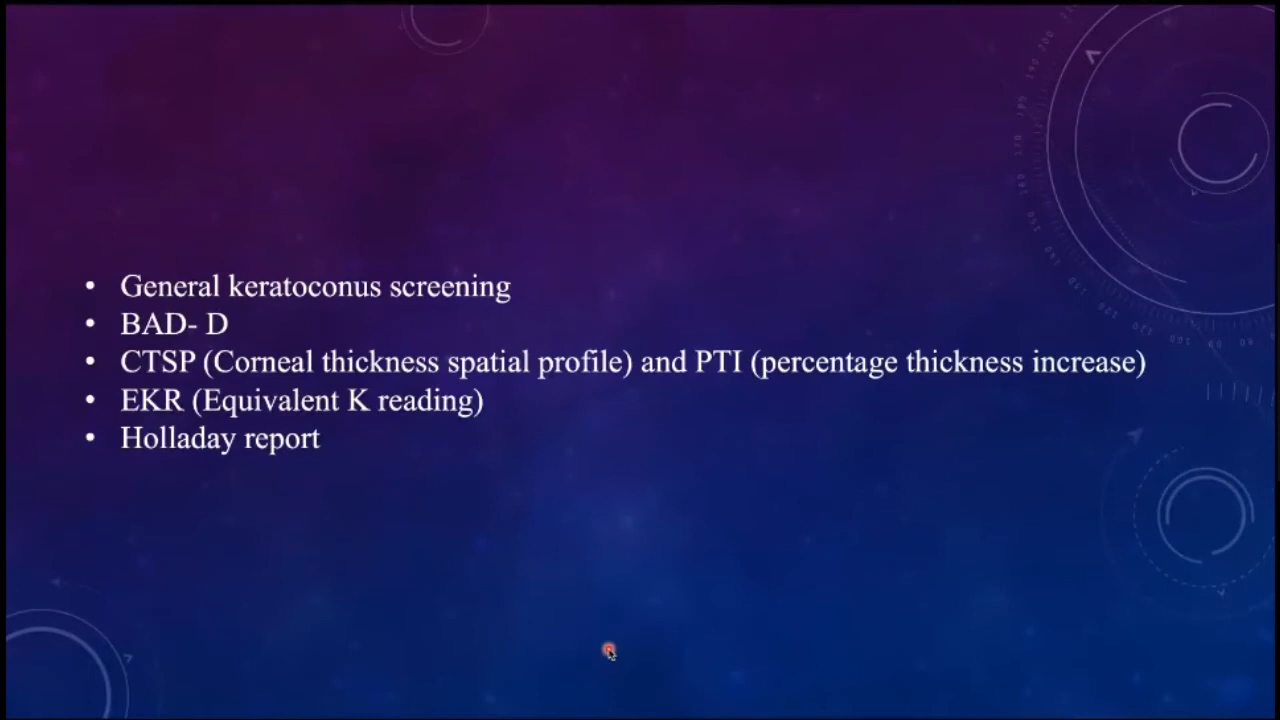 • General keratoconus screening
• BAD- D
• CTSP (Corneal thickness spatial profile) and PTI (percentage thickness increase)
• EKR (Equivalent K reading)
• Holladay report